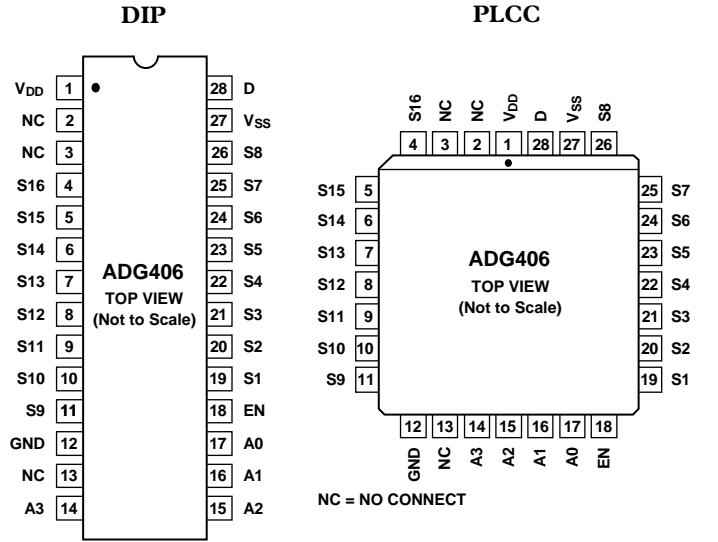 DIP
VDD 1 28 D
NC 2 27 VSS
NC 3 26 S8
S16 4 25 S7
S15 5 24 S6
S14 6 23 S5
S13 7 22 S4
S12 8 21 S3
S11 9 20 S2
S10 10 19 S1
S9 11 18 EN
GND 12 17 A0
NC 13 16 A1
A3 14 15 A2
ADG406
TOP VIEW
(Not to Scale)
PLCC
S16 NC NC VDD D VSS S8
4 3 2 1 28 27 26
S15 5 25 S7
S14 6 24 S6
S13 7 23 S5
S12 8 22 S4
S11 9 21 S3
S10 10 20 S2
S9 11 19 S1
ADG406
TOP VIEW
(Not to Scale)
12 13 14 15 16 17 18
GND NC A3 A2 A1 A0 EN
NC = NO CONNECT